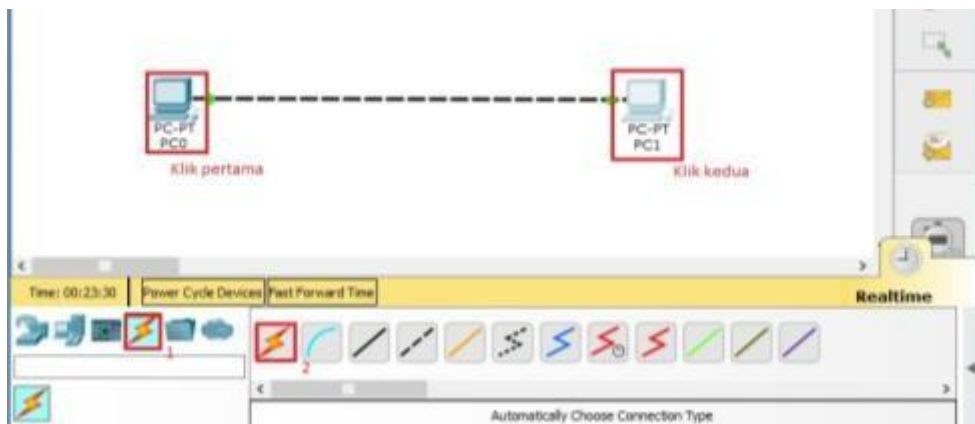 PC-PT
PC0
Klik pertama
PC-PT
PC1
Klik kedua
Time: 00:23:30
Power Cycle Devices
Fast Forward Time
Realtime
1
2
Automatically Choose Connection Type